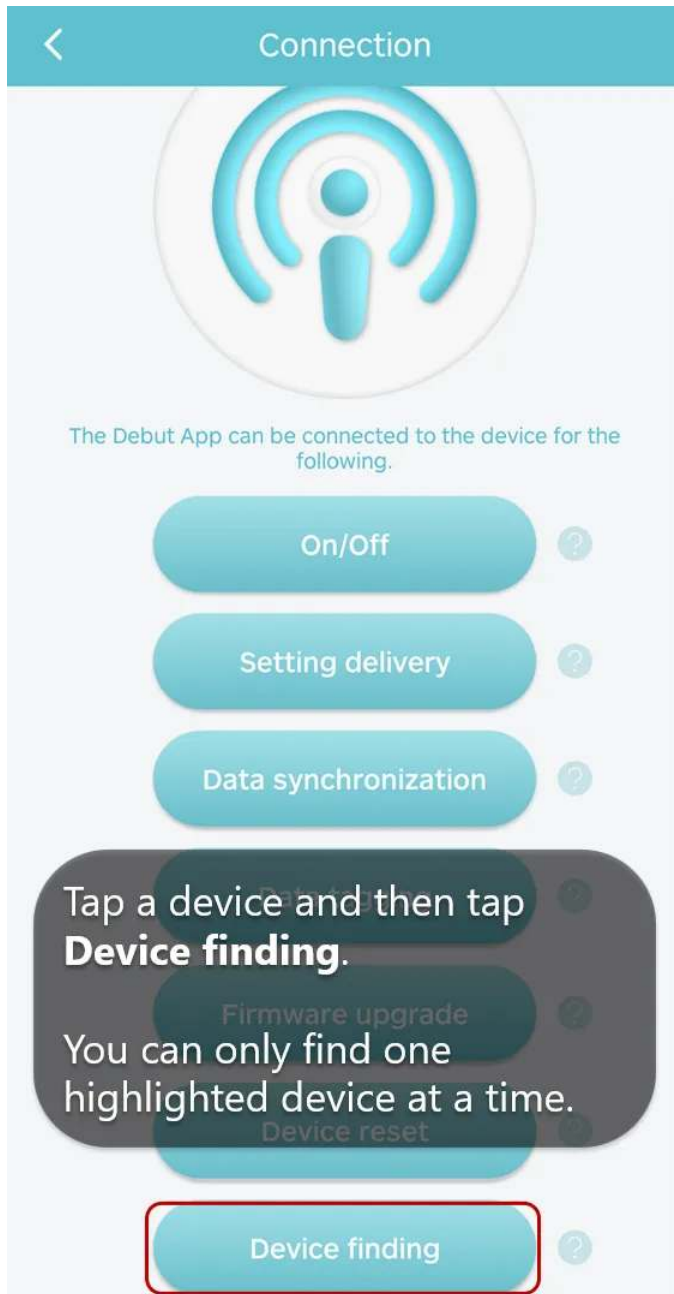 Connection
The Debut App can be connected to the device for the
following.
On/Off
?
Setting delivery
?
Data synchronization
?
Data tagging
?
Tap a device and then tap
Device finding.
Firmware upgrade
?
You can only find one
highlighted device at a time.
Device reset
?
Device finding
?